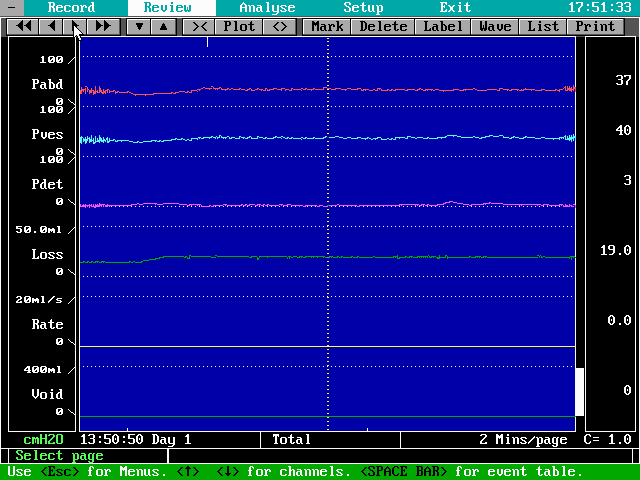 — Record Review Analyse Setup Exit 17:51:33
◀◀ ◀ ▶ ▶▶ ▼ ▲ >< Plot <> Mark Delete Label Wave List Print
100
Pabd 37
0
100
Pves 40
0
100
Pdet 3
0
50.0ml
Loss 19.0
0
20ml/s
Rate 0.0
0
400ml
Void 0
0
cmH2O 13:50:50 Day 1 Total 2 Mins/page C= 1.0
Select page
Use <Esc> for Menus. <↑> <↓> for channels. <SPACE BAR> for event table.